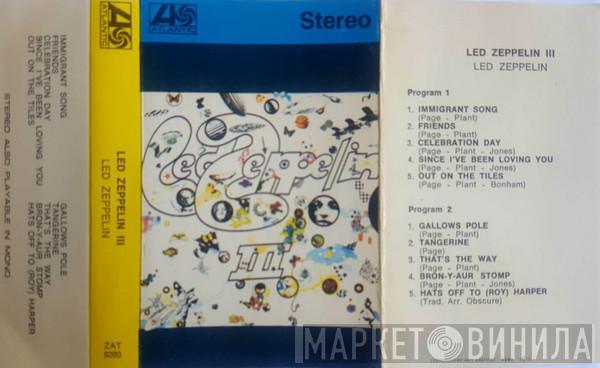 IMMIGRANT SONG
FRIENDS
CELEBRATION DAY
SINCE I'VE BEEN LOVING YOU
OUT ON THE TILES
GALLOWS POLE
TANGERINE
THAT'S THE WAY
BRON-Y-AUR STOMP
HATS OFF TO (ROY) HARPER
STEREO ALSO PLAYABLE IN MONO
ATLANTIC
LED ZEPPELIN III
LED ZEPPELIN
ZAT
9280
ATLANTIC
Stereo
Led Zeppelin
III
LED ZEPPELIN III
LED ZEPPELIN
Program 1
1. IMMIGRANT SONG
(Page - Plant)
2. FRIENDS
(Page - Plant)
3. CELEBRATION DAY
(Page - Plant - Jones)
4. SINCE I'VE BEEN LOVING YOU
(Page - Plant - Jones)
5. OUT ON THE TILES
(Page - Plant - Bonham)
Program 2
1. GALLOWS POLE
(Page - Plant)
2. TANGERINE
(Page)
3. THAT'S THE WAY
(Page - Plant)
4. BRON-Y-AUR STOMP
(Page - Plant - Jones)
5. HATS OFF TO (ROY) HARPER
(Trad. Arr. Obscure)
МАРКЕТ ВИНИЛА